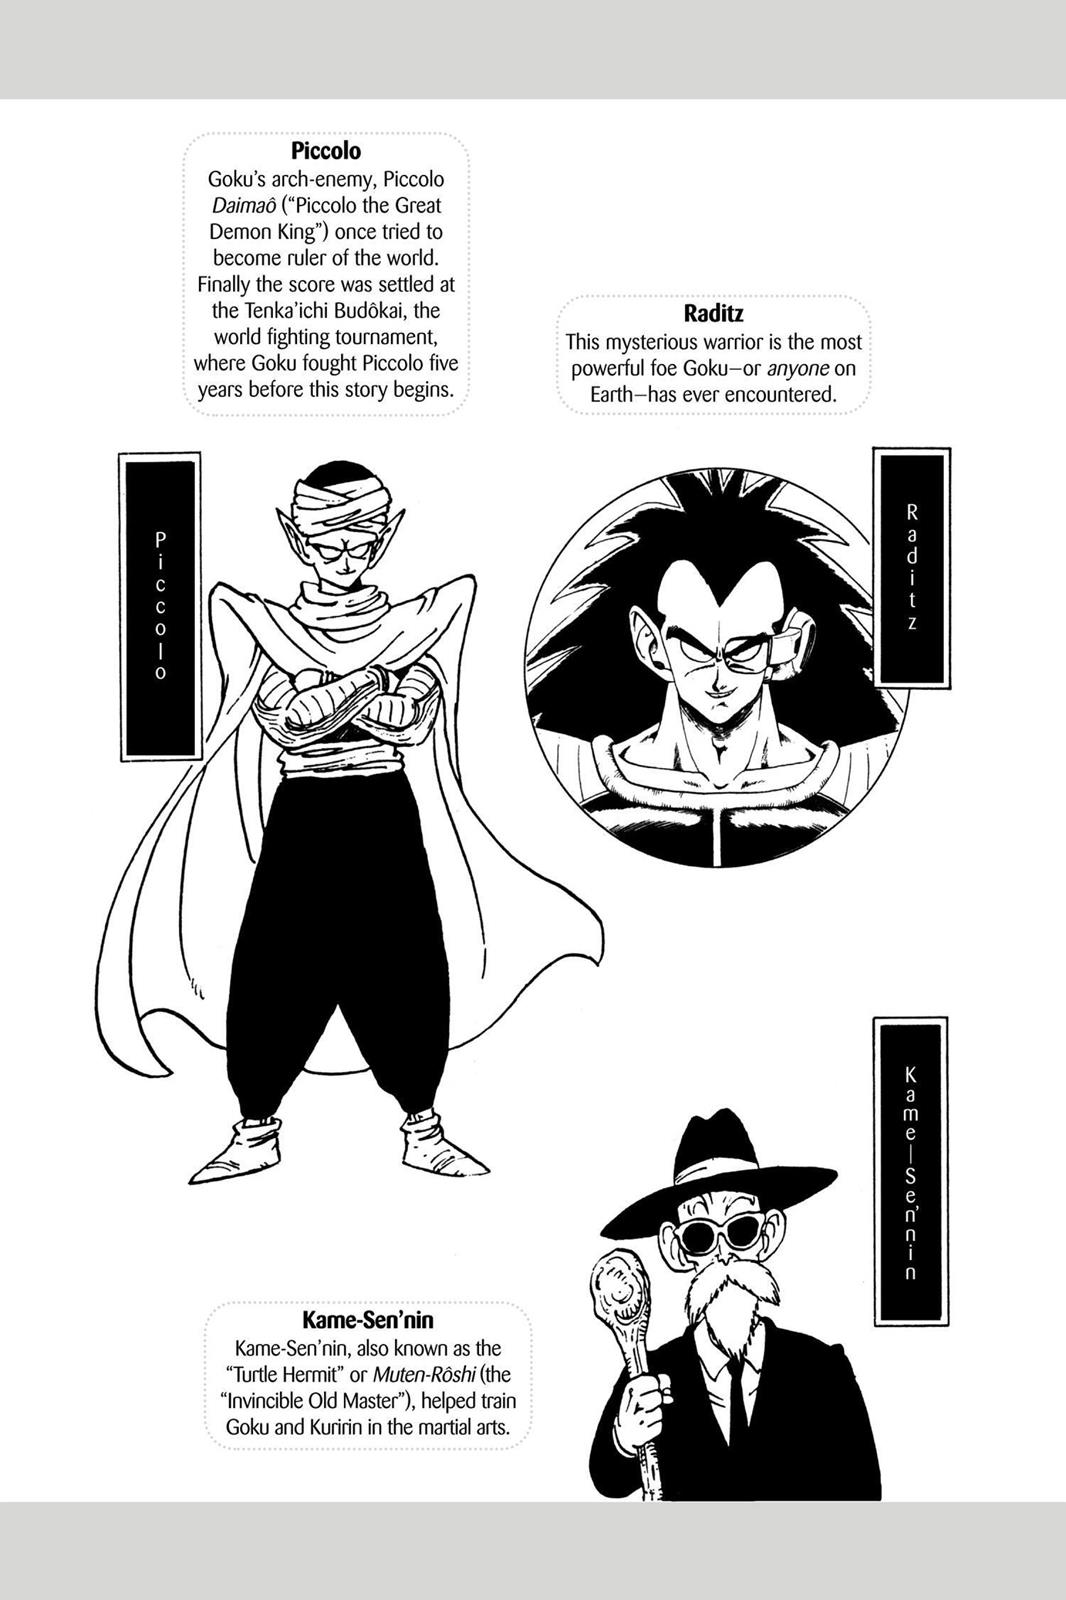 Piccolo
Goku's arch-enemy, Piccolo
Daimaô (“Piccolo the Great
Demon King”) once tried to
become ruler of the world.
Finally the score was settled at
the Tenka'ichi Budôkai, the
world fighting tournament,
where Goku fought Piccolo five
years before this story begins.
Raditz
This mysterious warrior is the most
powerful foe Goku—or anyone on
Earth—has ever encountered.
Piccolo
Raditz
Kame-Sen'nin
Kame-Sen'nin
Kame-Sen'nin, also known as the
“Turtle Hermit” or Muten-Rôshi (the
“Invincible Old Master”), helped train
Goku and Kuririn in the martial arts.